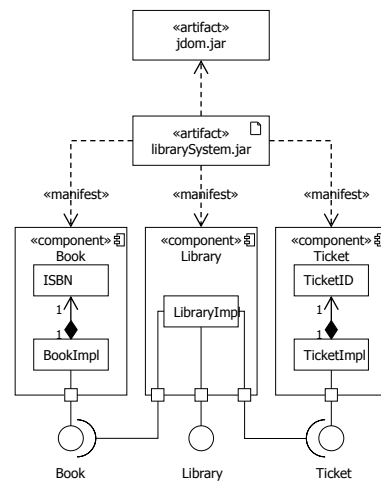 «artifact»
jdom.jar
«artifact»
librarySystem.jar
«manifest»
«manifest»
«manifest»
«component»
Book
ISBN
1
1
BookImpl
«component»
Library
LibraryImpl
«component»
Ticket
TicketID
1
1
TicketImpl
Book
Library
Ticket